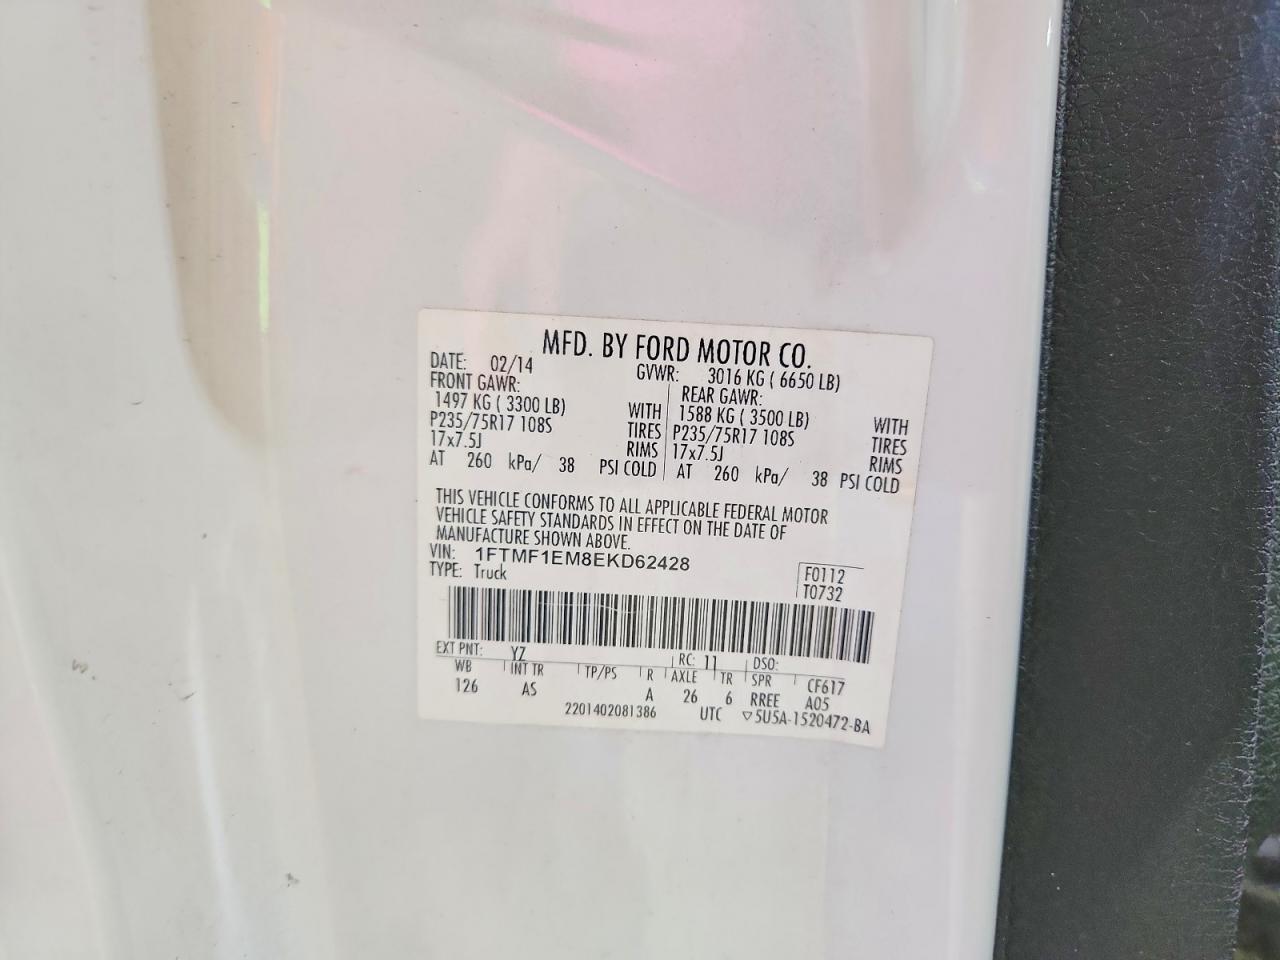 MFD. BY FORD MOTOR CO.
DATE: 02/14 GVWR: 3016 KG ( 6650 LB)
FRONT GAWR: REAR GAWR:
1497 KG ( 3300 LB) WITH 1588 KG ( 3500 LB) WITH
P235/75R17 108S TIRES P235/75R17 108S TIRES
17x7.5J RIMS 17x7.5J RIMS
AT 260 kPa/ 38 PSI COLD AT 260 kPa/ 38 PSI COLD
THIS VEHICLE CONFORMS TO ALL APPLICABLE FEDERAL MOTOR
VEHICLE SAFETY STANDARDS IN EFFECT ON THE DATE OF
MANUFACTURE SHOWN ABOVE.
VIN: 1FTMF1EM8EKD62428
TYPE: Truck F0112
T0732
EXT PNT: YZ RC: 11 DSO:
WB INT TR TP/PS R AXLE TR SPR CF617
126 AS A 26 6 RREE A05
2201402081386 UTC ▽5U5A-1520472-BA